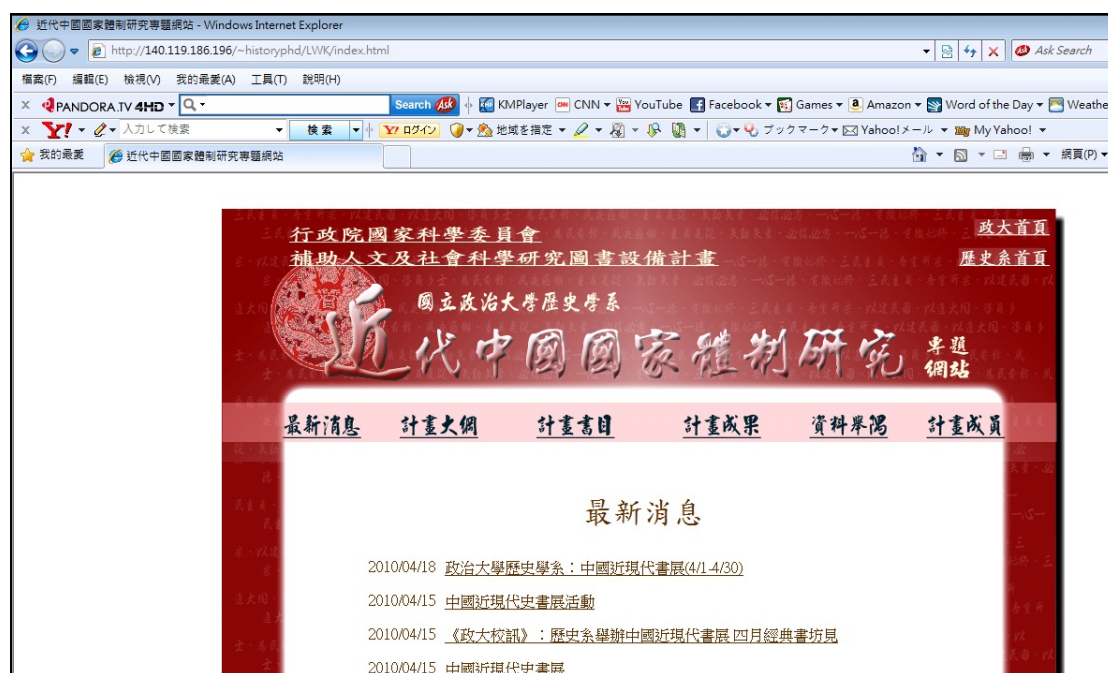 近代中國國家體制研究專題網站 - Windows Internet Explorer
http://140.119.186.196/~historyphd/LWK/index.html
Ask Search
檔案(F) 編輯(E) 檢視(V) 我的最愛(A) 工具(T) 說明(H)
PANDORA.TV 4HD Search Ask KMPlayer CNN YouTube Facebook Games Amazon Word of the Day Weathe
Y! 入力して検索 検索 Y! ログイン 地域を指定 ブックマーク Yahoo!メール My Yahoo!
我的最愛 近代中國國家體制研究專題網站 網頁(P)
行政院國家科學委員會 政大首頁
補助人文及社會科學研究圖書設備計畫 歷史系首頁
國立政治大學歷史學系
近代中國國家體制研究 專題網站
最新消息 計畫大綱 計畫書目 計畫成果 資料舉隅 計畫成員
最新消息
2010/04/18 政治大學歷史學系：中國近現代書展(4/1-4/30)
2010/04/15 中國近現代史書展活動
2010/04/15 《政大校訊》：歷史系舉辦中國近現代書展 四月經典書坊見
2010/04/15 中國近現代史書展